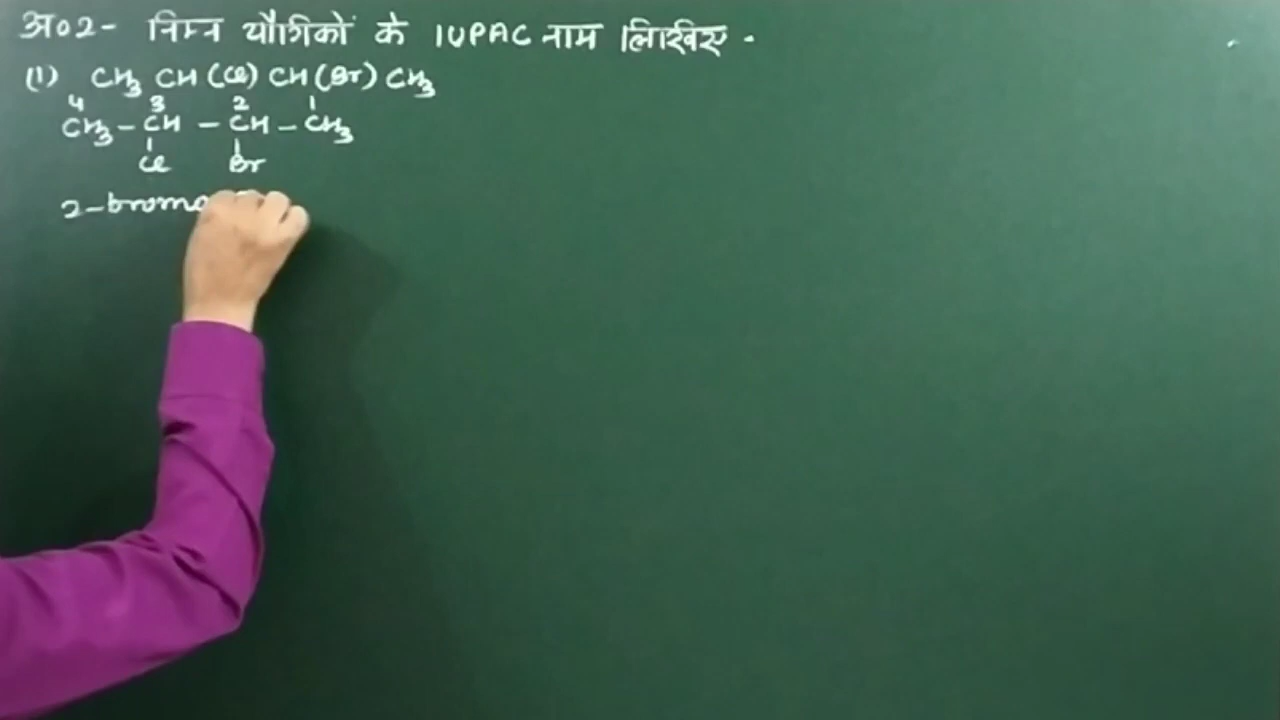 अ02- निम्न यौगिकों के IUPAC नाम लिखिए .
(1) CH3 CH (Cl) CH (Br) CH3
4 3 2 1
CH3 – CH – CH – CH3
Cl Br
2-bromo